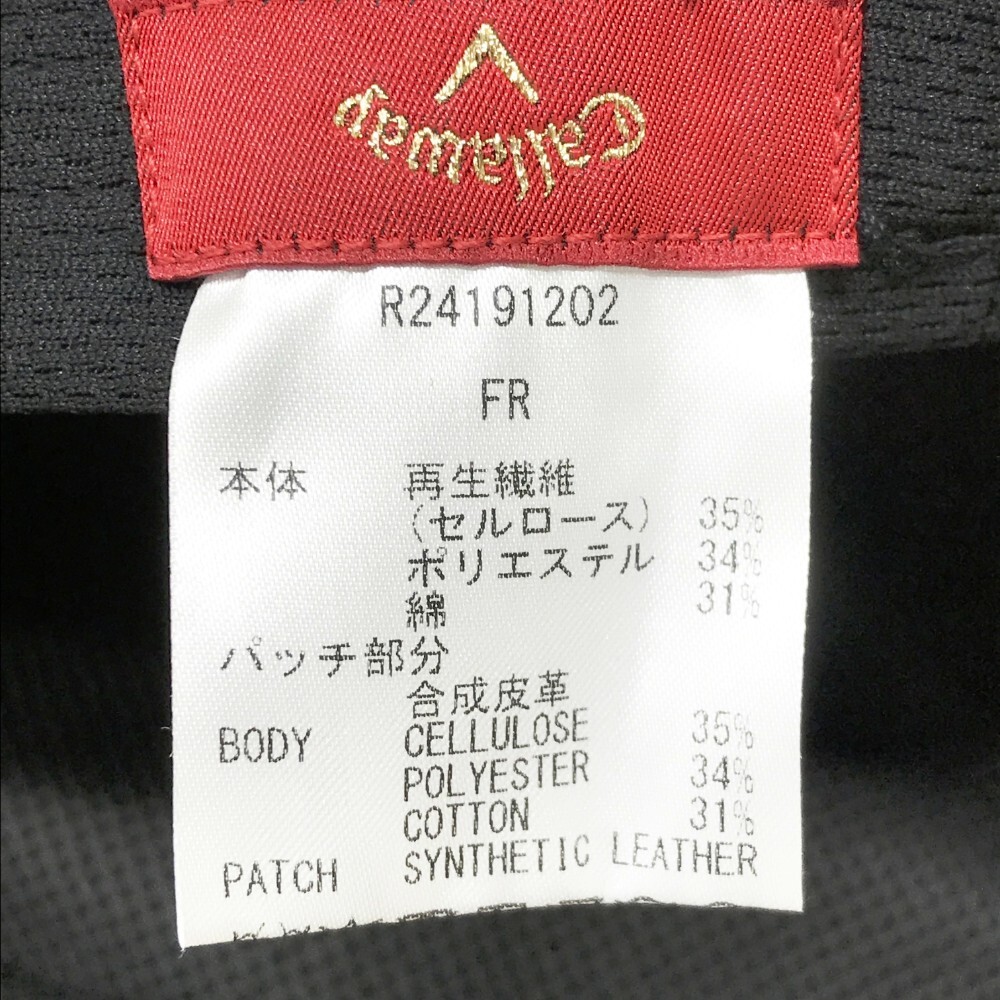 Callaway
R24191202
FR
本体 再生繊維
(セルロース) 35%
ポリエステル 34%
綿 31%
パッチ部分
合成皮革
BODY CELLULOSE 35%
POLYESTER 34%
COTTON 31%
PATCH SYNTHETIC LEATHER